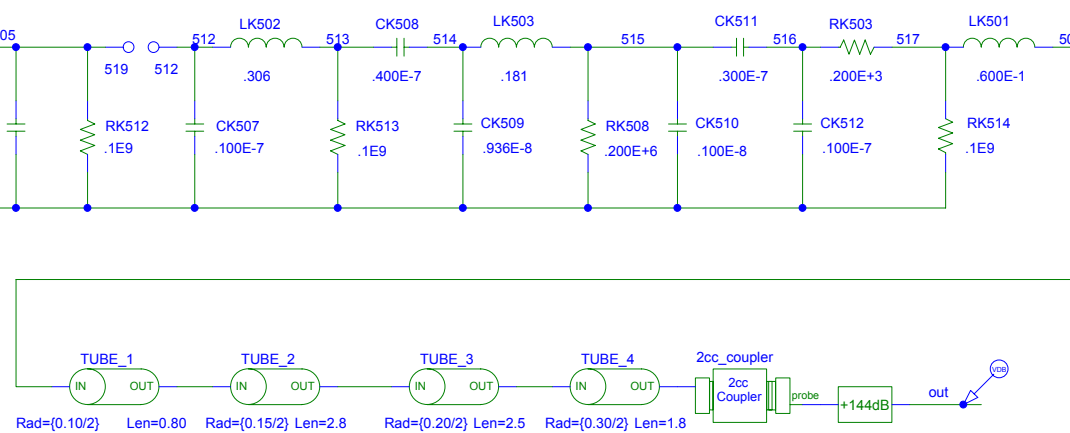 LK502 CK508 LK503 CK511 RK503 LK501
05 512 513 514 515 516 517 50
519 512 .306 .400E-7 .181 .300E-7 .200E+3 .600E-1
RK512 CK507 RK513 CK509 RK508 CK510 CK512 RK514
.1E9 .100E-7 .1E9 .936E-8 .200E+6 .100E-8 .100E-7 .1E9
TUBE_1 TUBE_2 TUBE_3 TUBE_4 2cc_coupler
VDB
IN OUT IN OUT IN OUT IN OUT 2cc
Coupler probe +144dB out
Rad={0.10/2} Len=0.80 Rad={0.15/2} Len=2.8 Rad={0.20/2} Len=2.5 Rad={0.30/2} Len=1.8